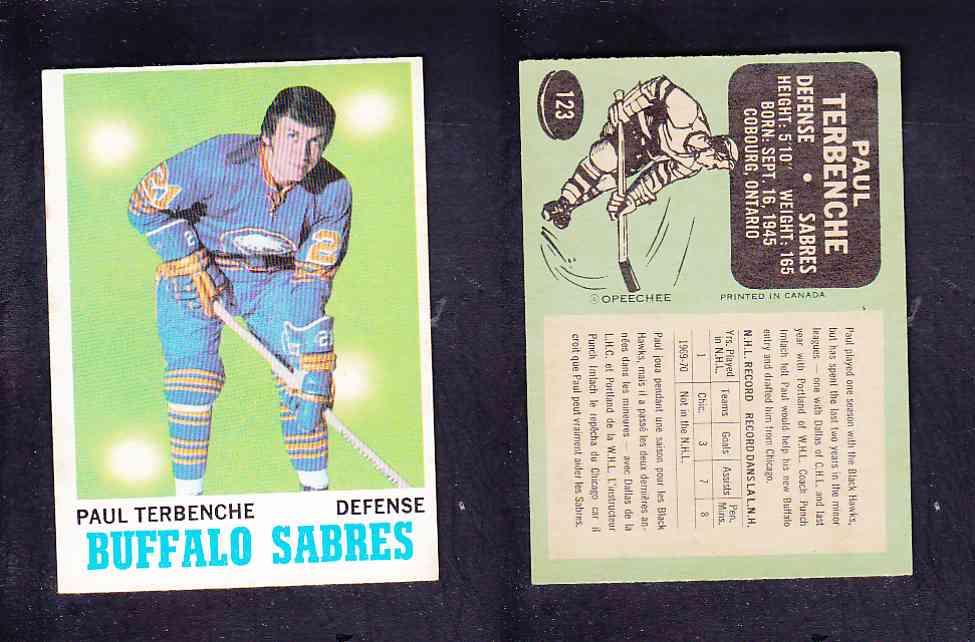 PAUL TERBENCHE
DEFENSE
BUFFALO SABRES
24
2
2
2
123
PAUL
TERBENCHE
DEFENSE • SABRES
HEIGHT: 5'10" WEIGHT: 165
BORN: SEPT. 16, 1945
COBOURG, ONTARIO
© OPEECHEE
PRINTED IN CANADA
Paul played one season with the Black Hawks,
but has spent the last two years in the minor
leagues — one with Dallas of C.H.L. and last
year with Portland of W.H.L. Coach Punch
Imlach felt Paul would help his new Buffalo
entry and drafted him from Chicago.
N.H.L. RECORD RECORD DANS LA L.N.H.
Yrs. Played Teams Goals Assists Pen.
in N.H.L. Mins.
1 Chic. 3 7 8
1969-70 Not in the N.H.L.
Paul joua pendant une saison pour les Black
Hawks, mais il a passé les deux dernières an-
nées dans les mineures — avec Dallas de la
L.H.C. et Portland de la W.H.L. L'instructeur
Punch Imlach le repêcha du Chicago car il
croit que Paul peut vraiment aider les Sabres.